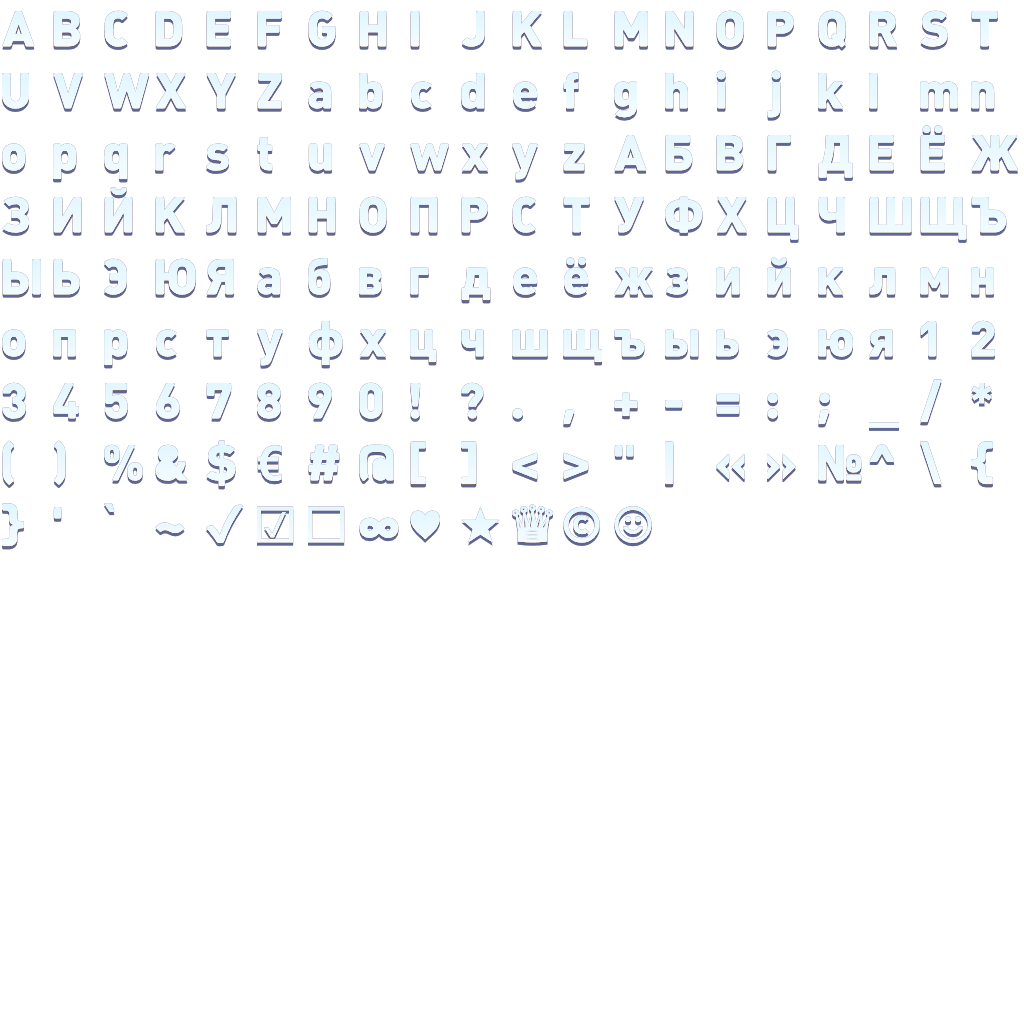 A B C D E F G H I J K L M N O P Q R S T
U V W X Y Z a b c d e f g h i j k l m n
o p q r s t u v w x y z А Б В Г Д Е Ё Ж
З И Й К Л М Н О П Р С Т У Ф Х Ц Ч Ш Щ Ъ
Ы Ь Э Ю Я а б в г д е ё ж з и й к л м н
о п р с т у ф х ц ч ш щ ъ ы ь э ю я 1 2
3 4 5 6 7 8 9 0 ! ? . , + - = : ; _ / *
( ) % & $ € # @ [ ] < > " | « » № ^ \ {
} ' ` ~ ✓ ☑ ☐ ∞ ♥ ★ ♛ © ☺